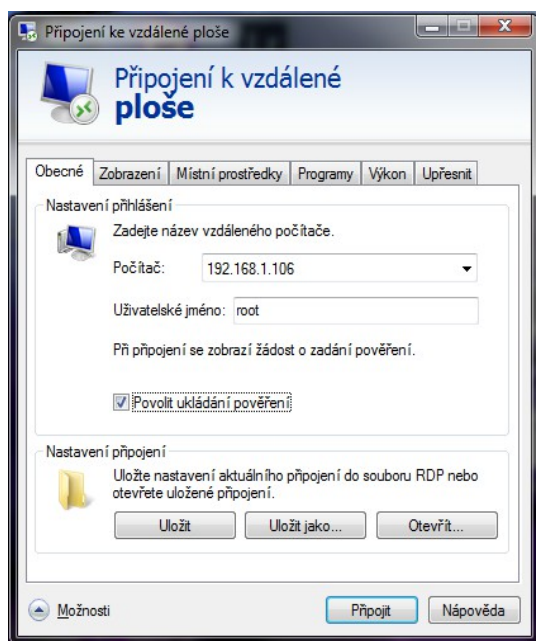 Připojení ke vzdálené ploše
Připojení k vzdálené
ploše
Obecné Zobrazení Místní prostředky Programy Výkon Upřesnit
Nastavení přihlášení
Zadejte název vzdáleného počítače.
Počítač: 192.168.1.106
Uživatelské jméno: root
Při připojení se zobrazí žádost o zadání pověření.
Povolit ukládání pověření
Nastavení připojení
Uložte nastavení aktuálního připojení do souboru RDP nebo
otevřete uložené připojení.
Uložit Uložit jako... Otevřít...
Možnosti Připojit Nápověda